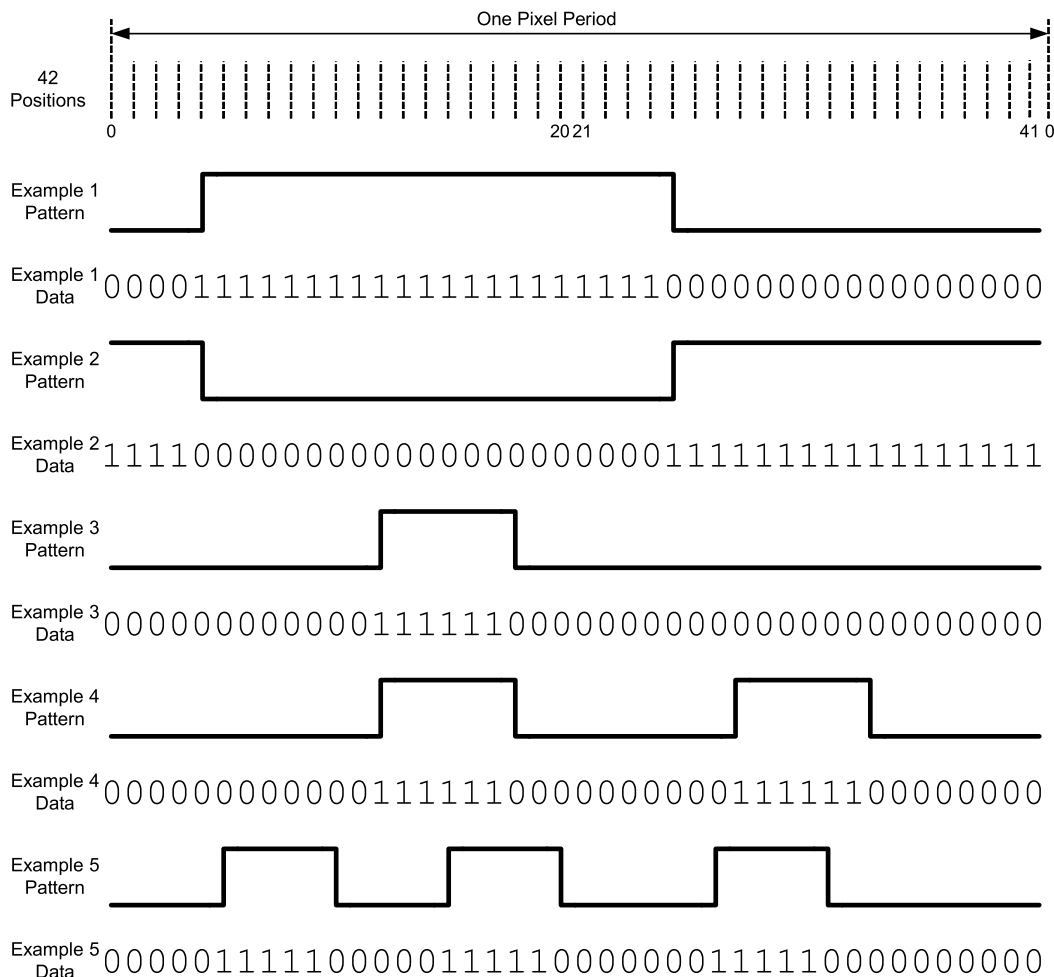 One Pixel Period
42
Positions
0 20 21 41 0
Example 1
Pattern
Example 1
Data
000011111111111111111111100000000000000000
Example 2
Pattern
Example 2
Data
111100000000000000000000011111111111111111
Example 3
Pattern
Example 3
Data
000000000000111111000000000000000000000000
Example 4
Pattern
Example 4
Data
000000000000111111000000000011111100000000
Example 5
Pattern
Example 5
Data
000001111100000111110000000111110000000000